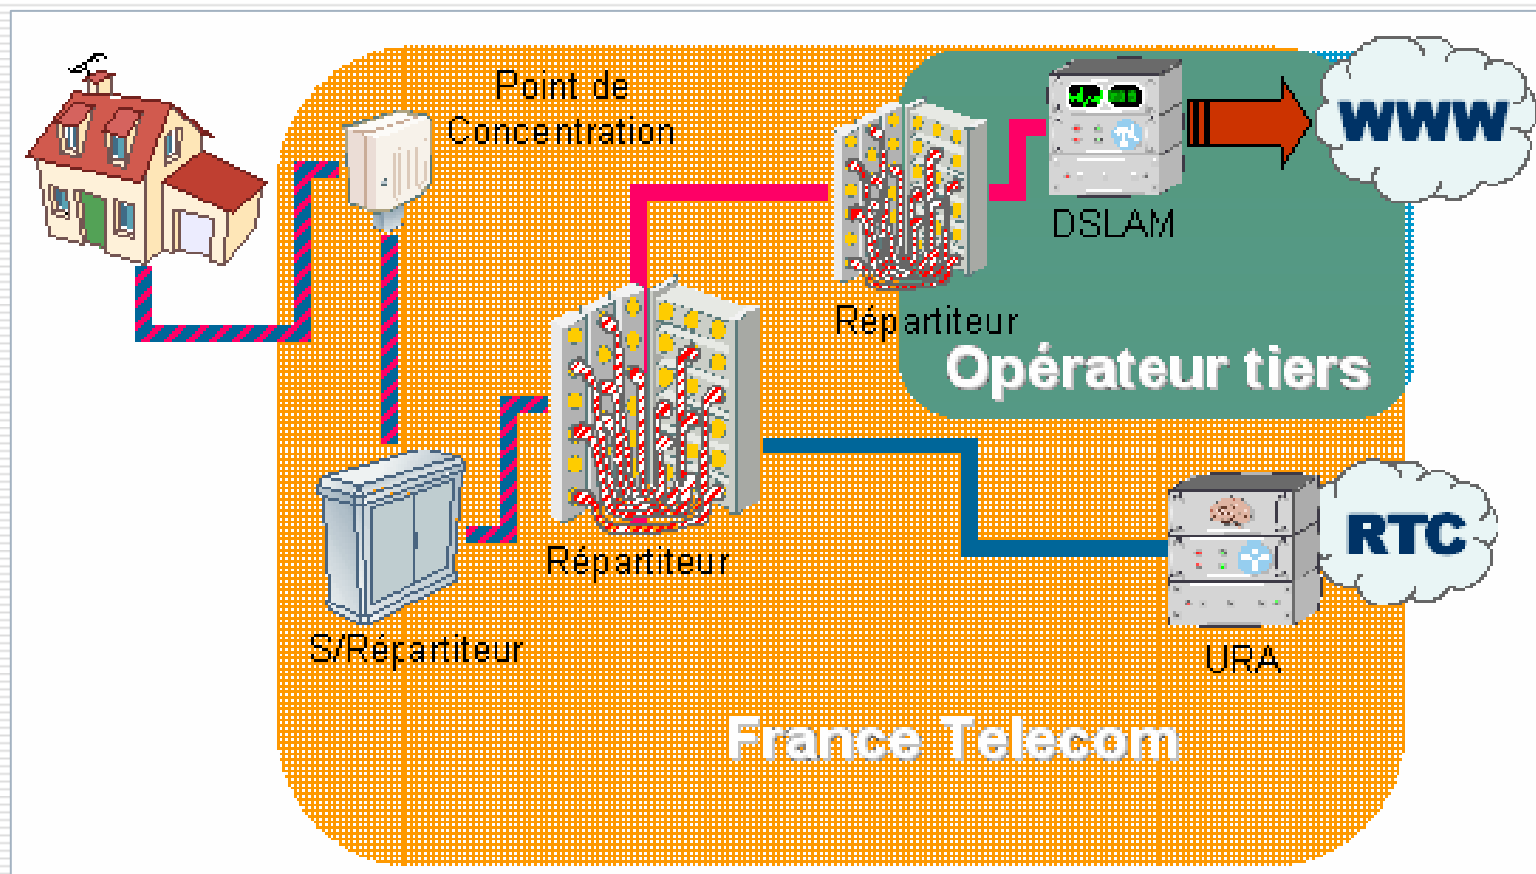 Point de
Concentration
WWW
DSLAM
Répartiteur
Opérateur tiers
Répartiteur
RTC
S/Répartiteur
URA
France Telecom